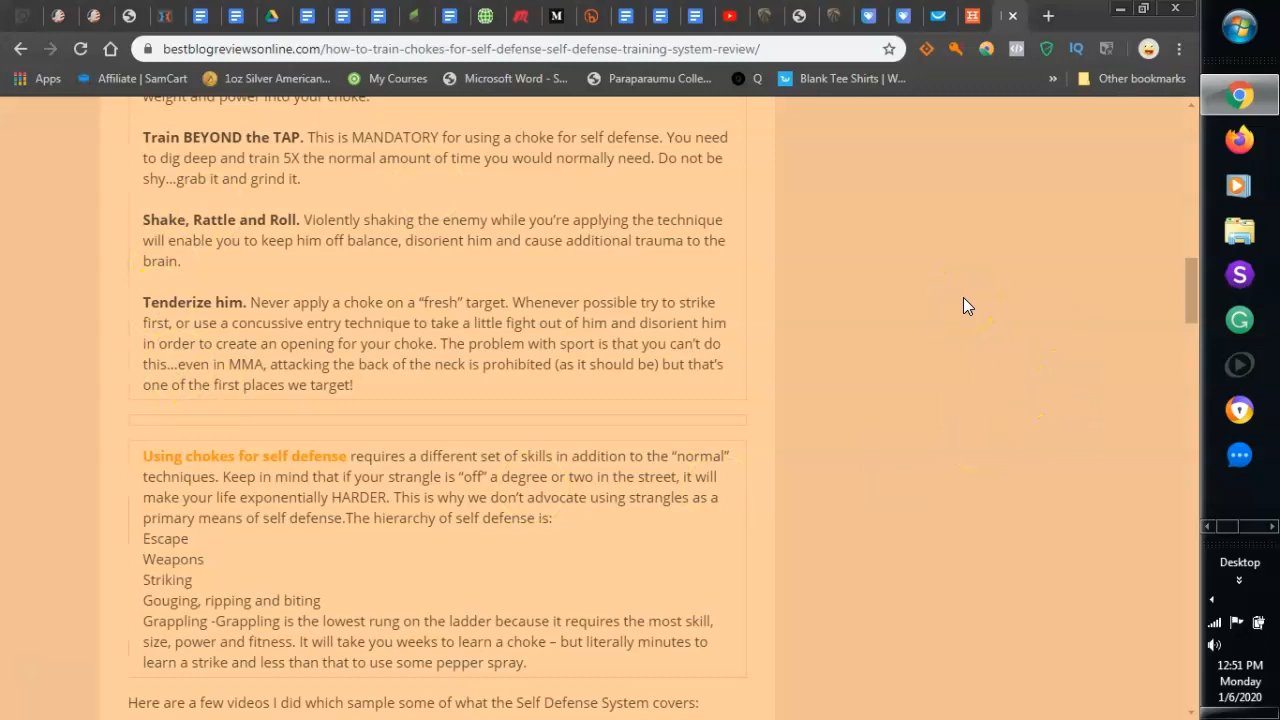 bestblogreviewsonline.com/how-to-train-chokes-for-self-defense-self-defense-training-system-review/
Apps Affiliate | SamCart 1oz Silver American... My Courses Microsoft Word - S... Paraparaumu Colle... Q Blank Tee Shirts | W... » Other bookmarks
weight and power into your choke.
Train BEYOND the TAP. This is MANDATORY for using a choke for self defense. You need
to dig deep and train 5X the normal amount of time you would normally need. Do not be
shy…grab it and grind it.
Shake, Rattle and Roll. Violently shaking the enemy while you’re applying the technique
will enable you to keep him off balance, disorient him and cause additional trauma to the
brain.
Tenderize him. Never apply a choke on a “fresh” target. Whenever possible try to strike
first, or use a concussive entry technique to take a little fight out of him and disorient him
in order to create an opening for your choke. The problem with sport is that you can’t do
this…even in MMA, attacking the back of the neck is prohibited (as it should be) but that’s
one of the first places we target!
Using chokes for self defense requires a different set of skills in addition to the “normal”
techniques. Keep in mind that if your strangle is “off” a degree or two in the street, it will
make your life exponentially HARDER. This is why we don’t advocate using strangles as a
primary means of self defense.The hierarchy of self defense is:
Escape
Weapons
Striking
Gouging, ripping and biting
Grappling -Grappling is the lowest rung on the ladder because it requires the most skill,
size, power and fitness. It will take you weeks to learn a choke – but literally minutes to
learn a strike and less than that to use some pepper spray.
Here are a few videos I did which sample some of what the Self Defense System covers:
Desktop
12:51 PM
Monday
1/6/2020